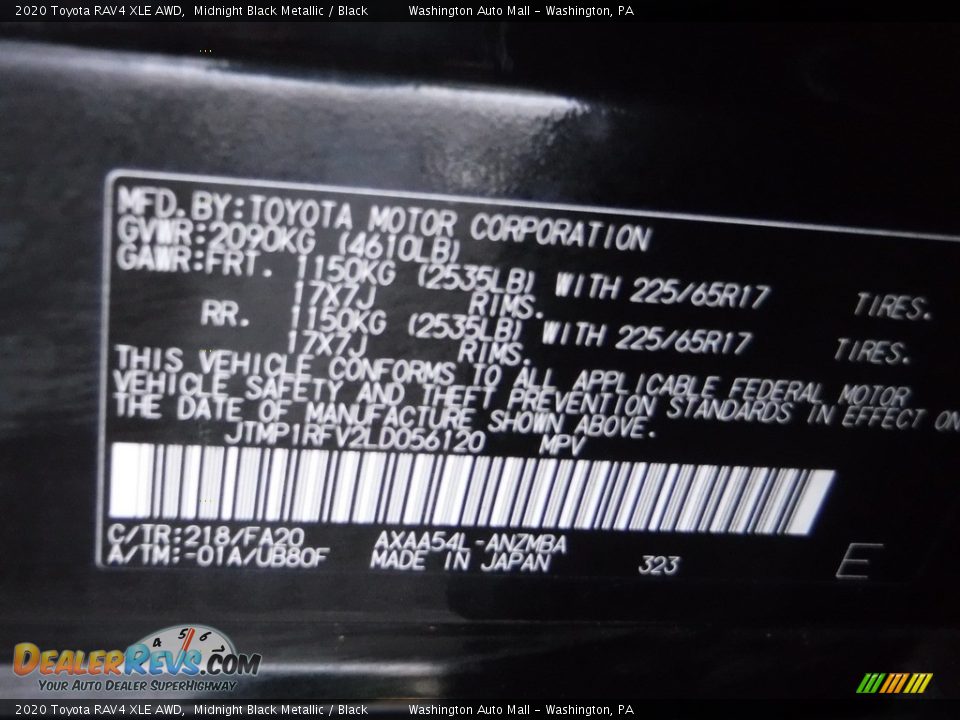 2020 Toyota RAV4 XLE AWD,  Midnight Black Metallic / Black          Washington Auto Mall - Washington, PA
MFD. BY:TOYOTA MOTOR CORPORATION
GVWR:2090KG (4610LB)
GAWR:FRT. 1150KG (2535LB) WITH 225/65R17 TIRES.
17X7J RIMS.
RR. 1150KG (2535LB) WITH 225/65R17 TIRES.
17X7J RIMS.
THIS VEHICLE CONFORMS TO ALL APPLICABLE FEDERAL MOTOR
VEHICLE SAFETY AND THEFT PREVENTION STANDARDS IN EFFECT ON
THE DATE OF MANUFACTURE SHOWN ABOVE.
JTMP1RFV2LD056120 MPV
C/TR:218/FA20 AXAA54L-ANZMBA
A/TM:-01A/UB80F MADE IN JAPAN 323 E
4 5 6
DEALERREVS.COM
YOUR AUTO DEALER SUPERHIGHWAY
2020 Toyota RAV4 XLE AWD,  Midnight Black Metallic / Black          Washington Auto Mall - Washington, PA